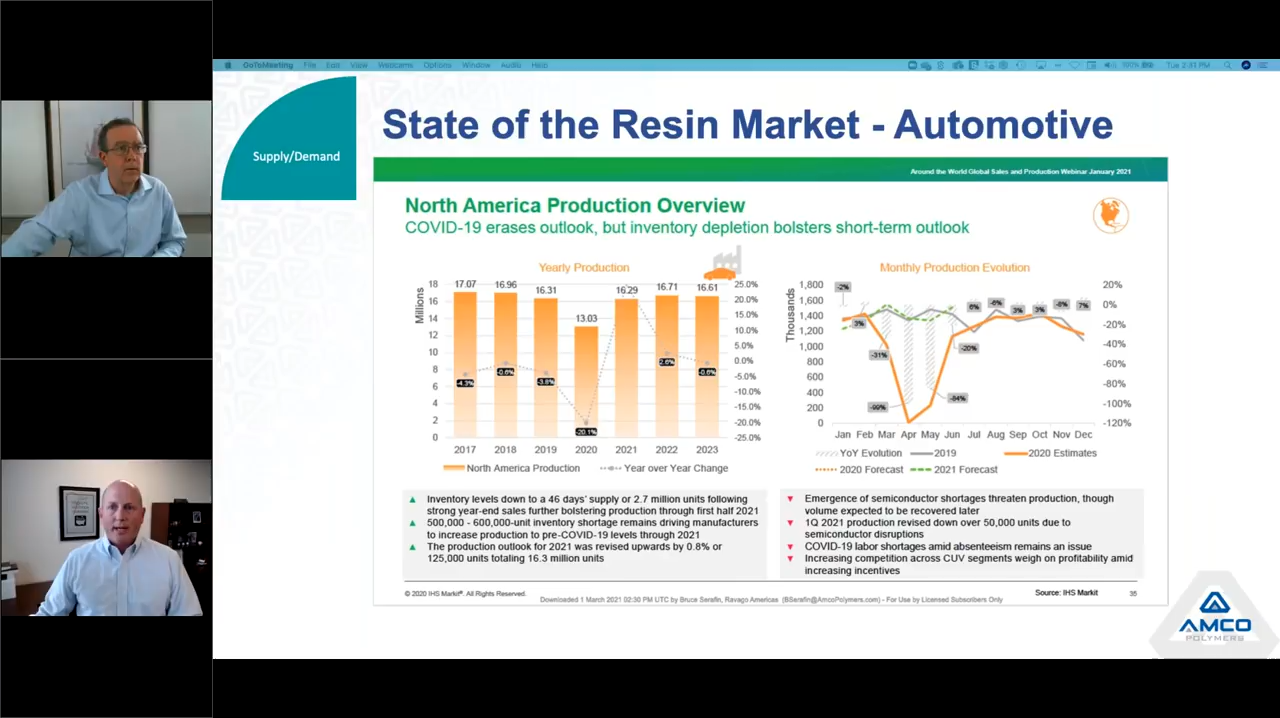 GoToMeeting File Edit View Webcams Options Window Audio Help
100% Tue 2:31 PM
Supply/Demand
State of the Resin Market - Automotive
Around the World Global Sales and Production Webinar January 2021
North America Production Overview
COVID-19 erases outlook, but inventory depletion bolsters short-term outlook
Yearly Production
Millions
18
16
14
12
10
8
6
4
2
0
17.07 16.96 16.31 13.03 16.29 16.71 16.61
-4.3% -0.6% -3.8% -20.1% 2.6% -0.6%
25.0%
20.0%
15.0%
10.0%
5.0%
0.0%
-5.0%
-10.0%
-15.0%
-20.0%
-25.0%
2017 2018 2019 2020 2021 2022 2023
North America Production Year over Year Change
Monthly Production Evolution
Thousands
1,800
1,600
1,400
1,200
1,000
800
600
400
200
0
-2% 3% -31% -99% -84% -20% 3% 3% 7%
20%
0%
-20%
-40%
-60%
-80%
-100%
-120%
Jan Feb Mar Apr May Jun Jul Aug Sep Oct Nov Dec
YoY Evolution 2019 2020 Estimates
2020 Forecast 2021 Forecast
Inventory levels down to a 46 days' supply or 2.7 million units following
strong year-end sales further bolstering production through first half 2021
500,000 - 600,000-unit inventory shortage remains driving manufacturers
to increase production to pre-COVID-19 levels through 2021
The production outlook for 2021 was revised upwards by 0.8% or
125,000 units totaling 16.3 million units
Emergence of semiconductor shortages threaten production, though
volume expected to be recovered later
1Q 2021 production revised down over 50,000 units due to
semiconductor disruptions
COVID-19 labor shortages amid absenteeism remains an issue
Increasing competition across CUV segments weigh on profitability amid
increasing incentives
© 2020 IHS Markit®. All Rights Reserved.
Downloaded 1 March 2021 02:30 PM UTC by Bruce Serafin, Ravago Americas (BSerafin@AmcoPolymers.com) - For Use by Licensed Subscribers Only
Source: IHS Markit
35
AMCO
POLYMERS